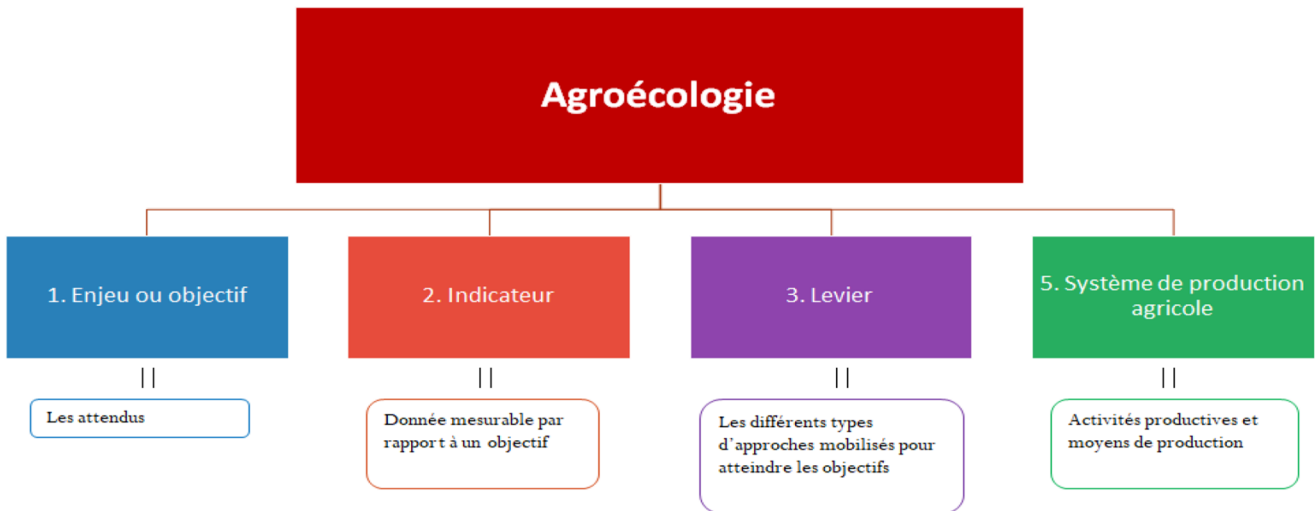 Agroécologie
1. Enjeu ou objectif
2. Indicateur
3. Levier
5. Système de production
agricole
||
||
||
||
Les attendus
Donnée mesurable par
rapport à un objectif
Les différents types
d'approches mobilisés pour
atteindre les objectifs
Activités productives et
moyens de production